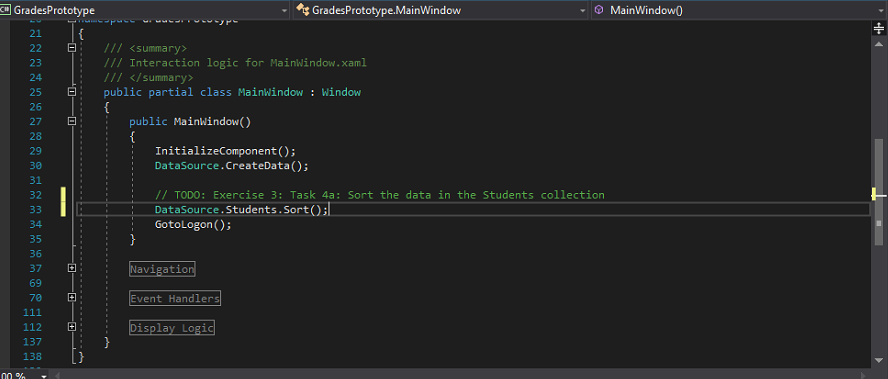 C# GradesPrototype GradesPrototype.MainWindow MainWindow()
20 namespace GradesPrototype
21 {
22 /// <summary>
23 /// Interaction logic for MainWindow.xaml
24 /// </summary>
25 public partial class MainWindow : Window
26 {
27 public MainWindow()
28 {
29 InitializeComponent();
30 DataSource.CreateData();
31
32 // TODO: Exercise 3: Task 4a: Sort the data in the Students collection
33 DataSource.Students.Sort();
34 GotoLogon();
35 }
36
37 Navigation
69
70 Event Handlers
111
112 Display Logic
137 }
138 }
00 %